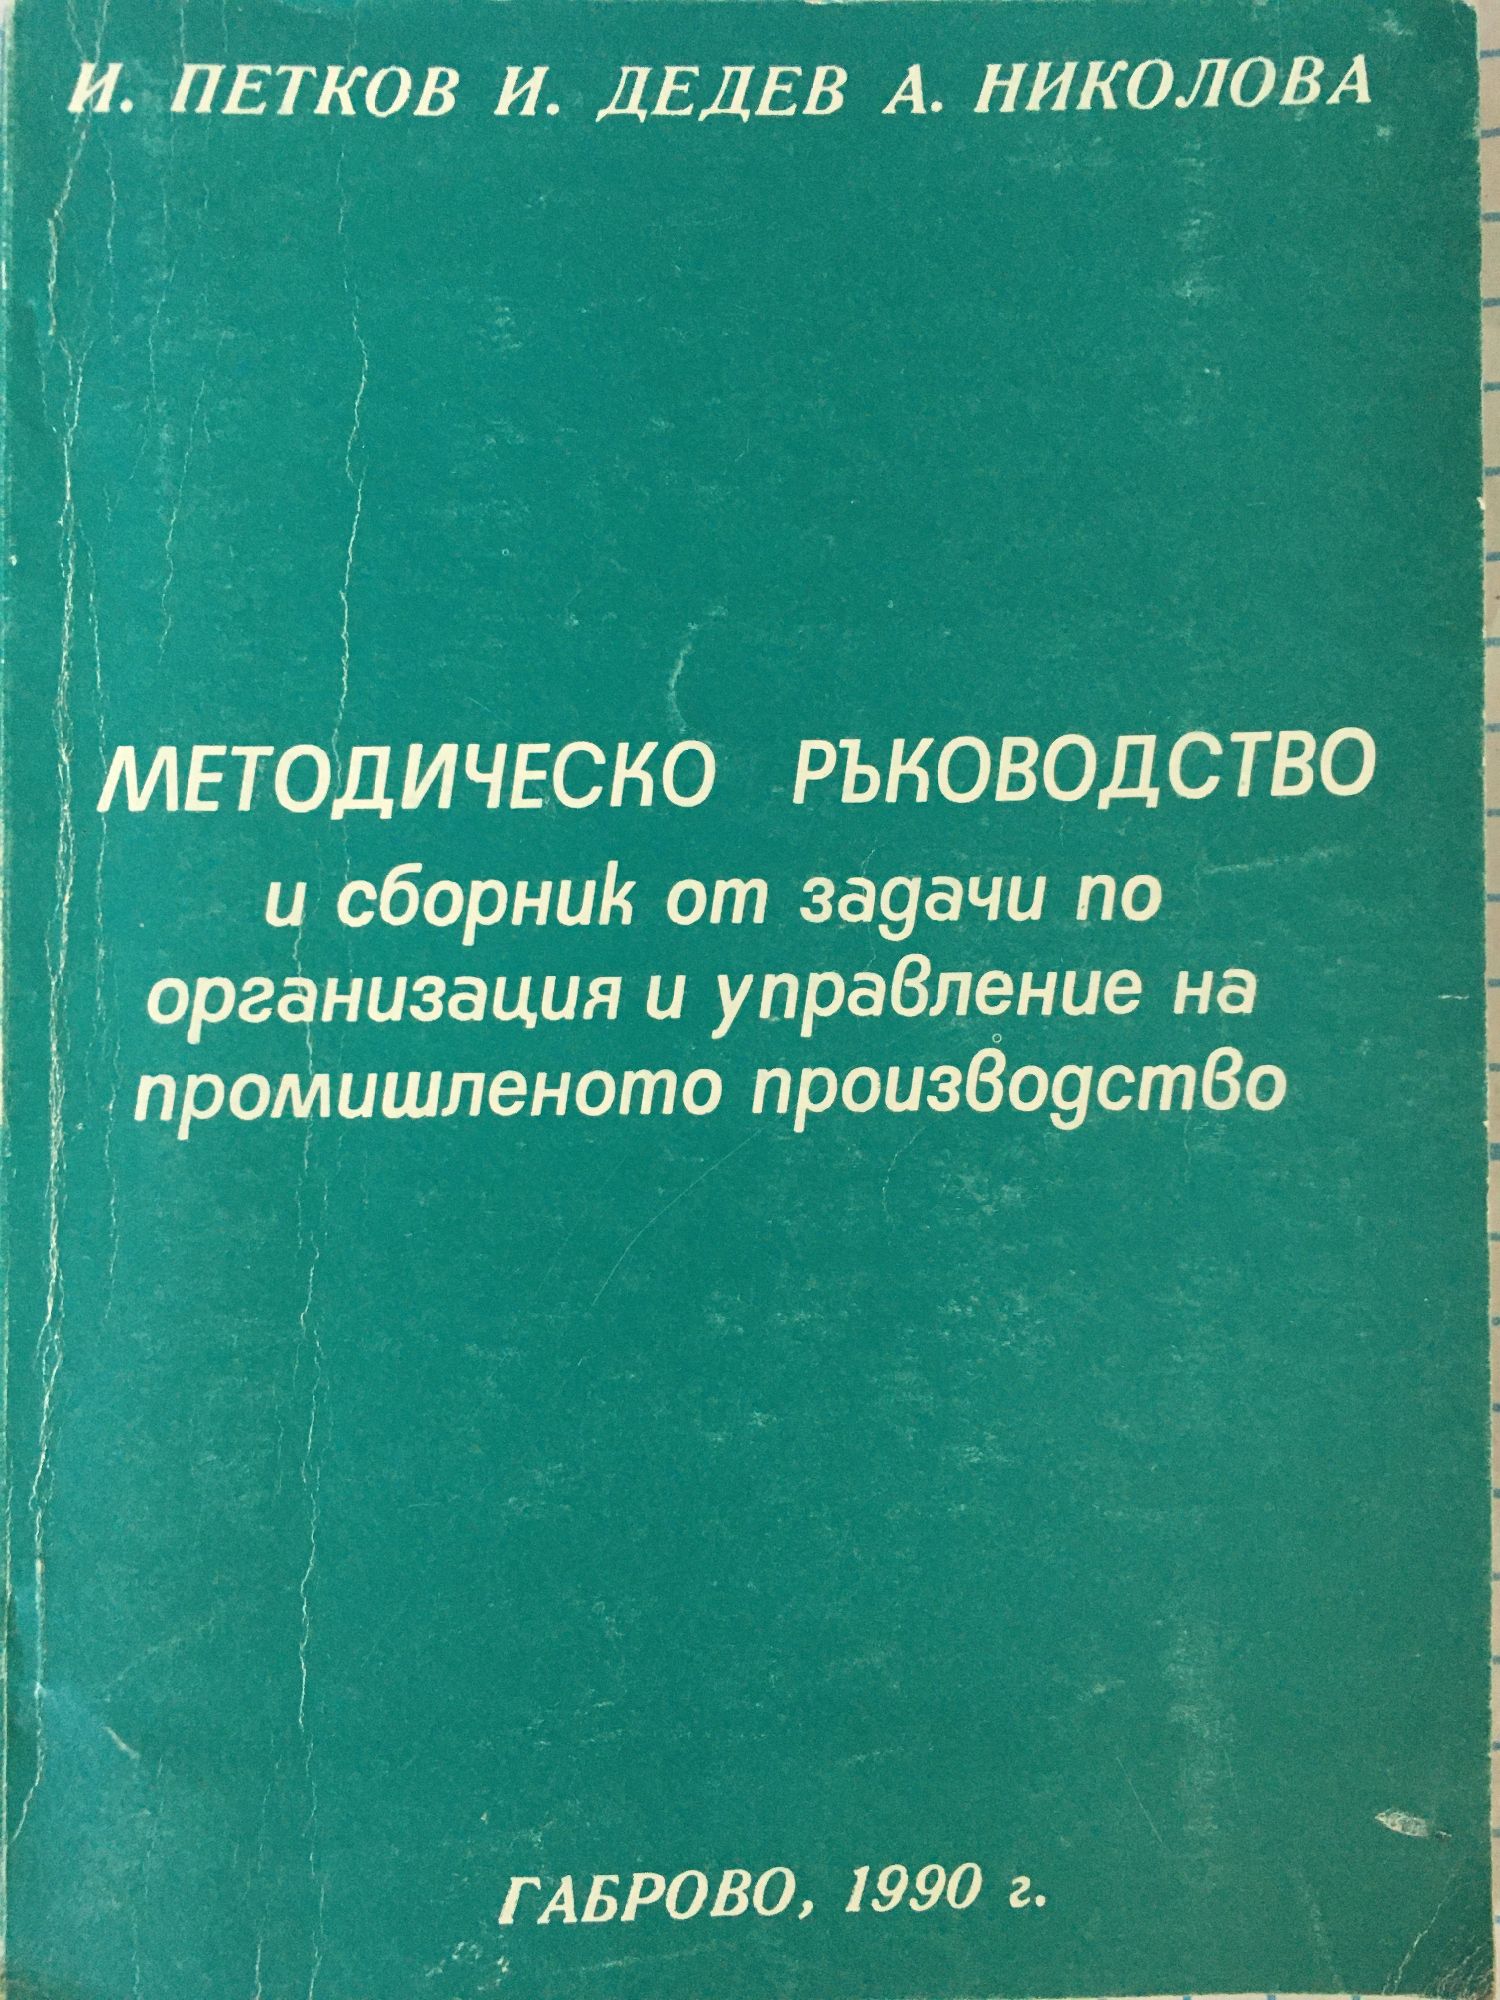 И. ПЕТКОВ И. ДЕДЕВ А. НИКОЛОВА
МЕТОДИЧЕСКО РЪКОВОДСТВО
и сборник от задачи по
организация и управление на
промишленото производство
ГАБРОВО, 1990 г.